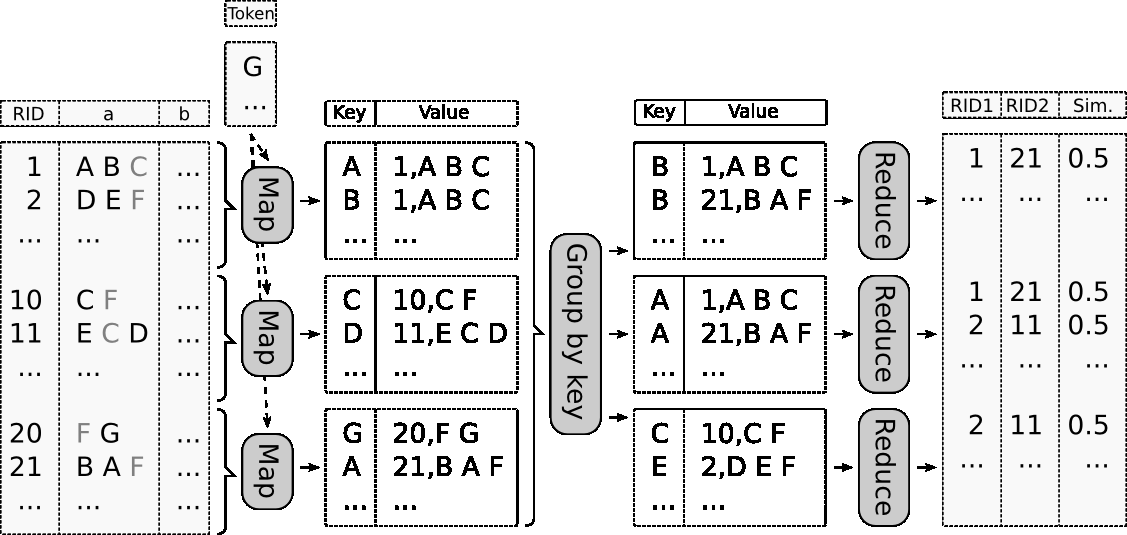 Token
G
...
RID a b
1 A B C ...
2 D E F ...
... ... ...
10 C F ...
11 E C D ...
... ... ...
20 F G ...
21 B A F ...
... ... ...
Map
Map
Map
Key Value
A 1,A B C
B 1,A B C
... ...
C 10,C F
D 11,E C D
... ...
G 20,F G
A 21,B A F
... ...
Group by key
Key Value
B 1,A B C
B 21,B A F
... ...
A 1,A B C
A 21,B A F
... ...
C 10,C F
E 2,D E F
... ...
Reduce
Reduce
Reduce
RID1 RID2 Sim.
1 21 0.5
... ... ...
1 21 0.5
2 11 0.5
... ... ...
2 11 0.5
... ... ...